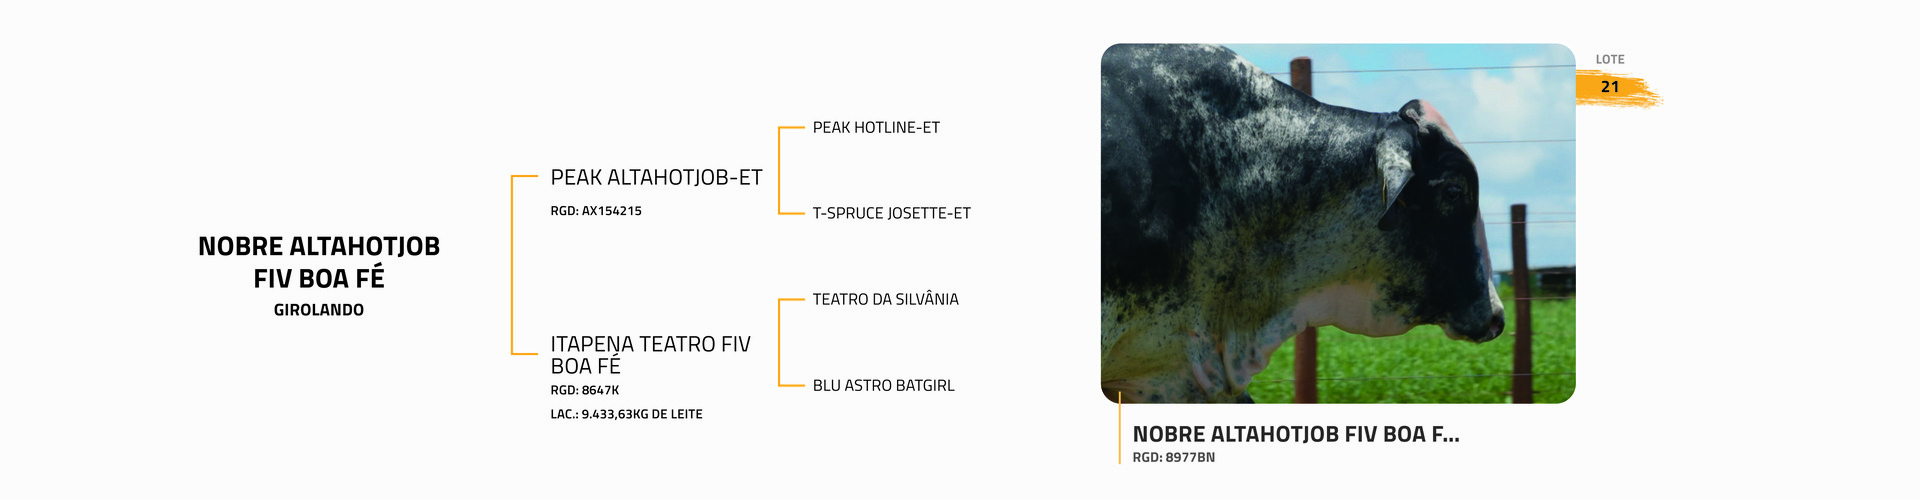 NOBRE ALTAHOTJOB
FIV BOA FÉ
GIROLANDO
PEAK ALTAHOTJOB-ET
RGD: AX154215
ITAPENA TEATRO FIV
BOA FÉ
RGD: 8647K
LAC.: 9.433,63KG DE LEITE
PEAK HOTLINE-ET
T-SPRUCE JOSETTE-ET
TEATRO DA SILVÂNIA
BLU ASTRO BATGIRL
LOTE
21
NOBRE ALTAHOTJOB FIV BOA F...
RGD: 8977BN